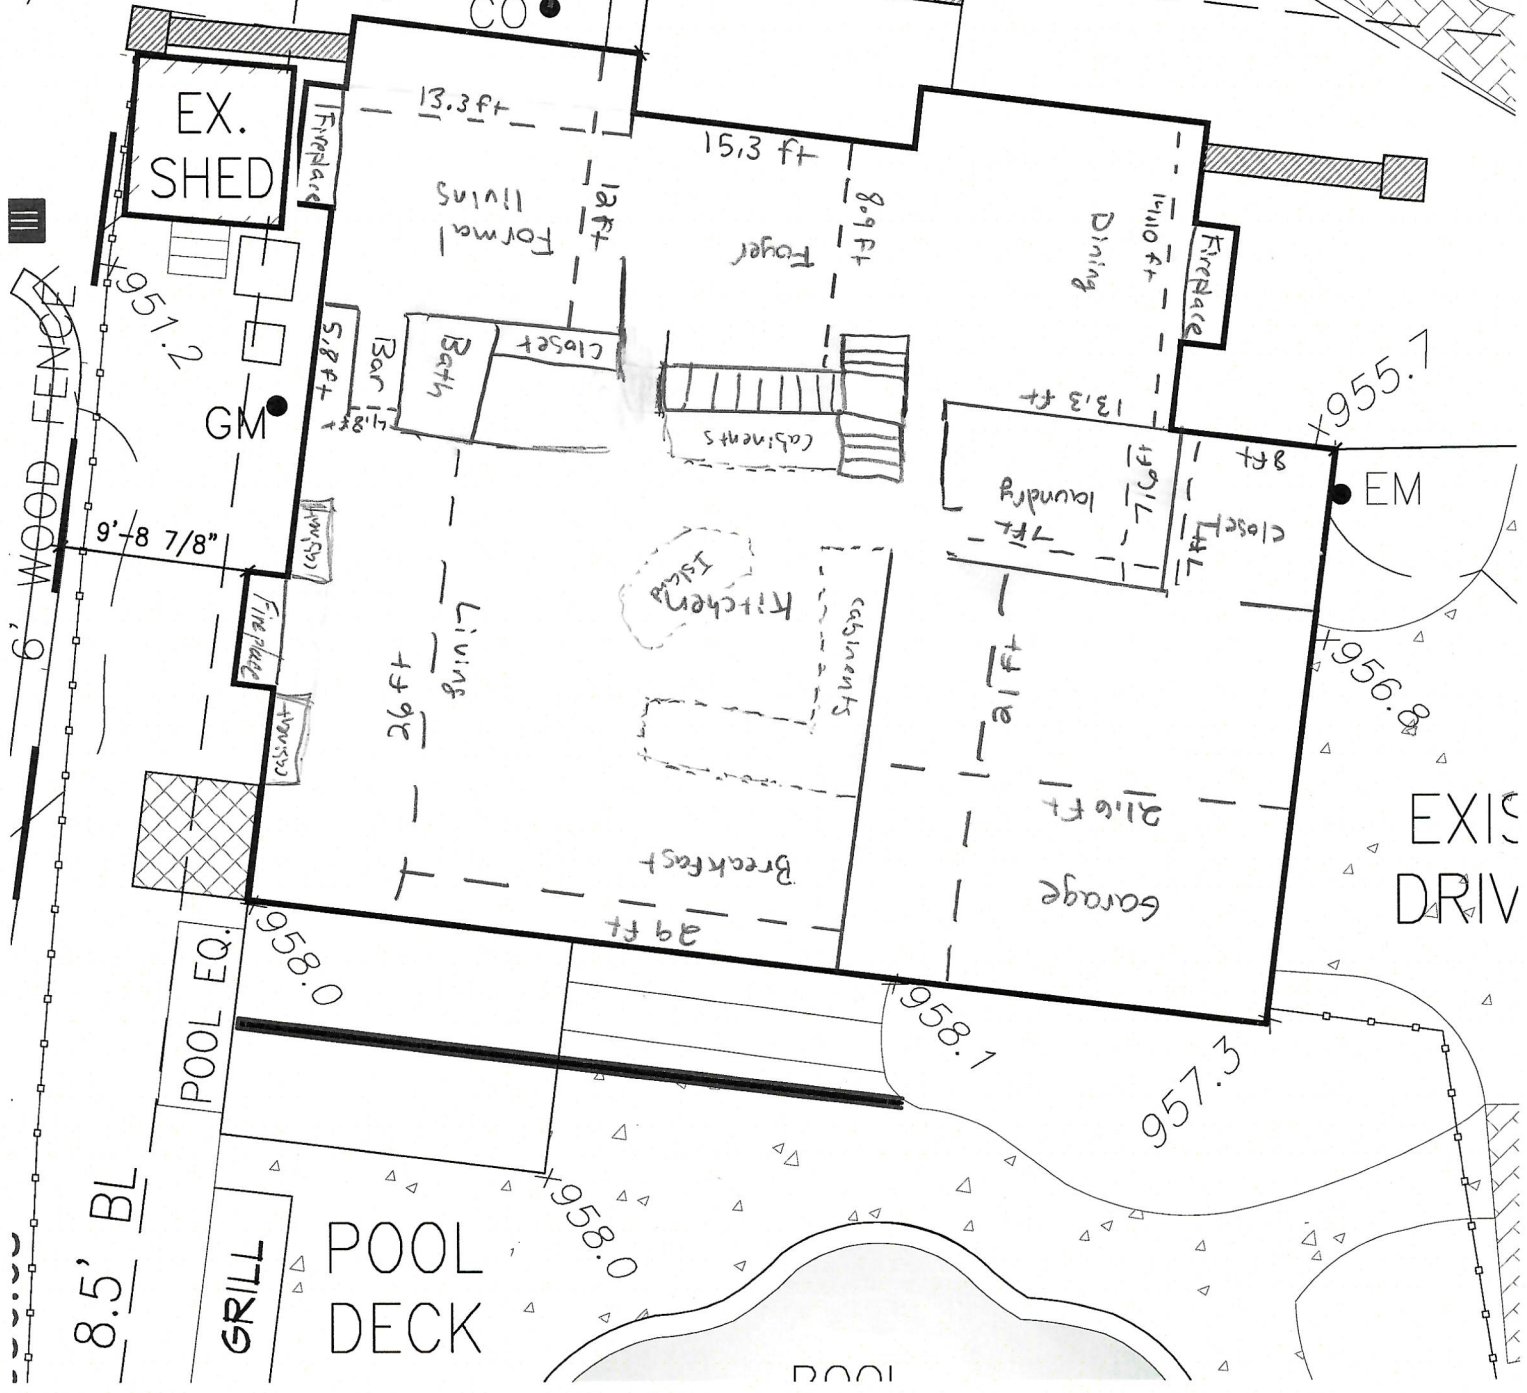 CO
EX.
SHED
Fireplace
13.3 ft
15.3 ft
Formal
living
12 ft
Foyer
8.9 ft
Dining
14.10 ft
Fireplace
951.2
WOOD FENCE
GM
5.8 ft
Bar
4.8 ft
Bath
Closet
cabinents
13.3 ft
955.7
8 ft
EM
laundry
7.6 ft
7 ft
closet
7 ft
9'-8 7/8"
6'
cabinet
Fireplace
cabinet
Living
26 ft
Island
Kitchen
cabinents
21 ft
956.8
21.6 ft
Breakfast
29 ft
Garage
EXIS
DRIV
958.0
POOL EQ.
958.1
957.3
958.0
8.5' BL
GRILL
POOL
DECK
POOL